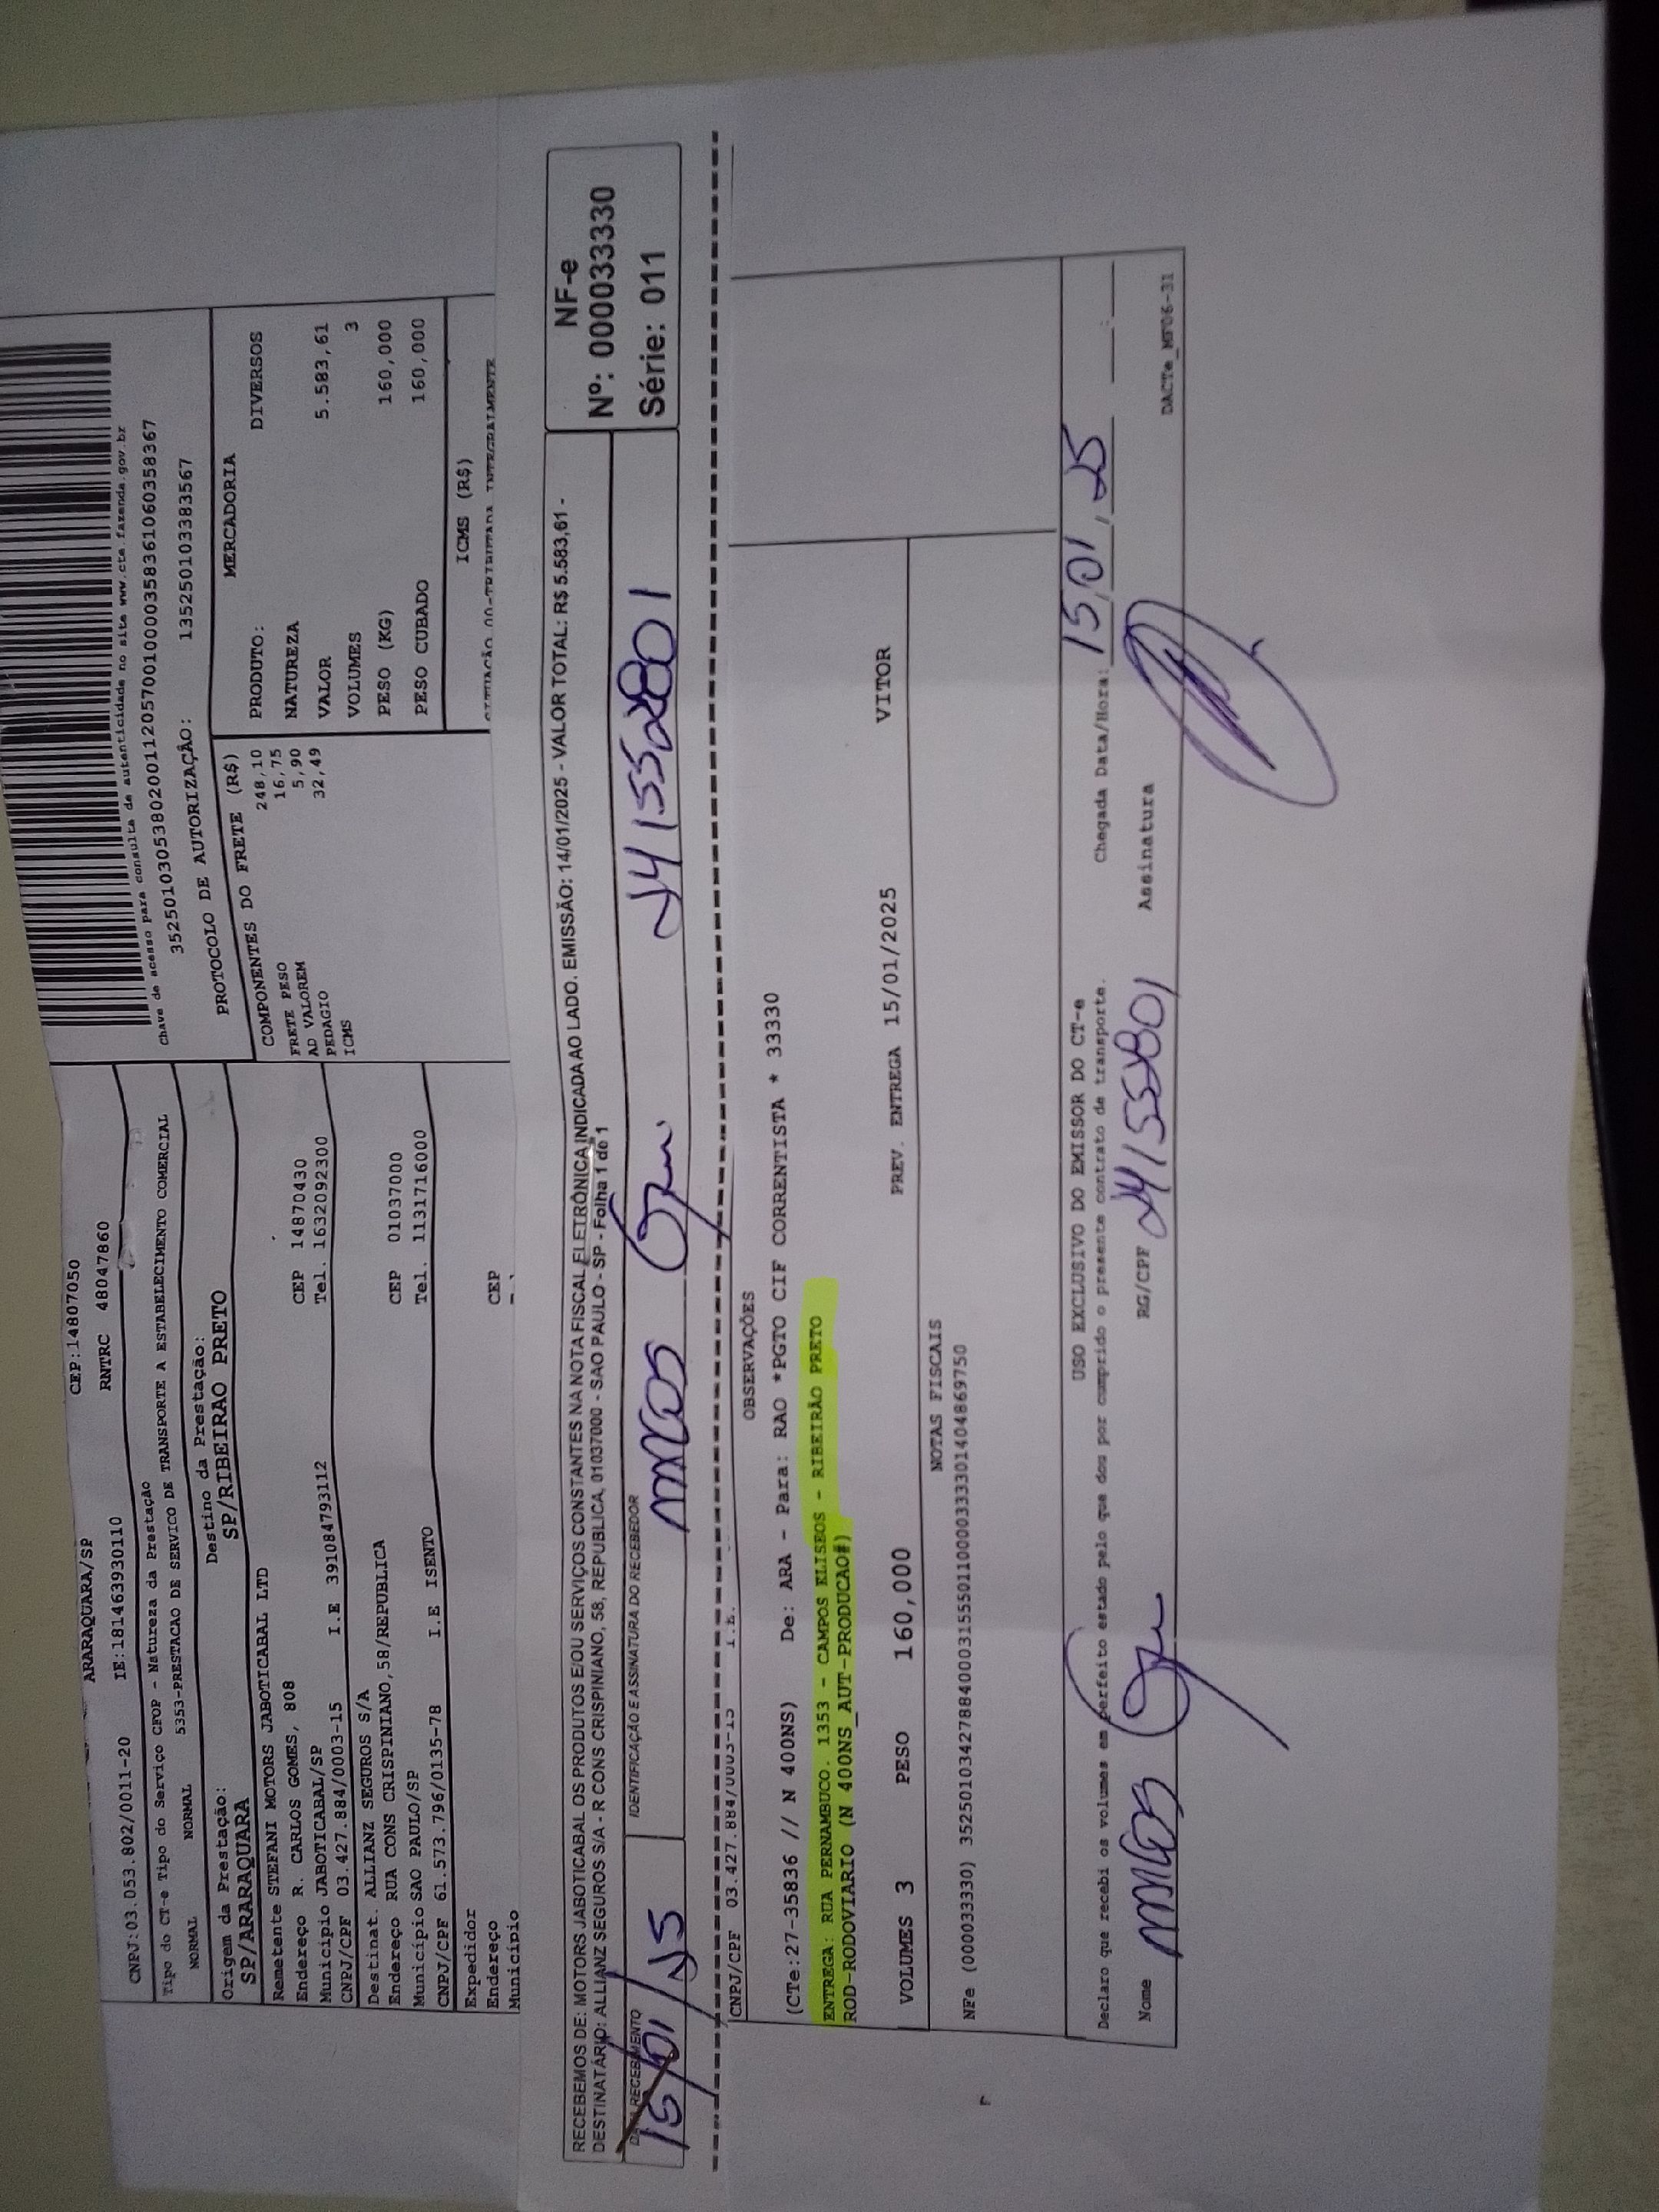 ARARAQUARA/SP CEP:14807050
CNPJ:03.053.802/0011-20 IE:181463930110 RNTRC 48047860
Tipo do CT-e Tipo do Serviço CFOP - Natureza da Prestação
NORMAL NORMAL 5353-PRESTACAO DE SERVICO DE TRANSPORTE A ESTABELECIMENTO COMERCIAL
Origem da Prestação: Destino da Prestação:
SP/ARARAQUARA SP/RIBEIRAO PRETO
Remetente STEFANI MOTORS JABOTICABAL LTD
Endereço R. CARLOS GOMES, 808 CEP 14870430
Município JABOTICABAL/SP Tel. 1632092300
CNPJ/CPF 03.427.884/0003-15 I.E 391084793112
Destinat. ALLIANZ SEGUROS S/A
Endereço RUA CONS CRISPINIANO,58/REPUBLICA CEP 01037000
Município SAO PAULO/SP Tel. 1131716000
CNPJ/CPF 61.573.796/0135-78 I.E ISENTO
Expedidor
Endereço CEP
Município
Chave de acesso para consulta de autenticidade no site www.cte.fazenda.gov.br
35250103053802001120570010000358361060358367
PROTOCOLO DE AUTORIZAÇÃO: 135250103383567
COMPONENTES DO FRETE (R$)
FRETE PESO 248,10
AD VALOREM 16,75
PEDAGIO 5,90
ICMS 32,49
MERCADORIA
PRODUTO: DIVERSOS
NATUREZA
VALOR 5.583,61
VOLUMES 3
PESO (KG) 160,000
PESO CUBADO 160,000
ICMS (R$)
RECEBEMOS DE: MOTORS JABOTICABAL OS PRODUTOS E/OU SERVIÇOS CONSTANTES NA NOTA FISCAL ELETRÔNICA INDICADA AO LADO. EMISSÃO: 14/01/2025 - VALOR TOTAL: R$ 5.583,61 -
DESTINATÁRIO: ALLIANZ SEGUROS S/A - R CONS CRISPINIANO, 58, REPUBLICA, 01037000 - SAO PAULO - SP - Folha 1 de 1
DATA RECEBIMENTO IDENTIFICAÇÃO E ASSINATURA DO RECEBEDOR
15/01/25
NF-e
Nº: 000033330
Série: 011
CNPJ/CPF 03.427.884/0003-15 I.E.
OBSERVAÇÕES
(CTe:27-35836 // N 400NS) De: ARA - Para: RAO *PGTO CIF CORRENTISTA * 33330
ENTREGA: RUA PERNAMBUCO. 1353 - CAMPOS ELISEOS - RIBEIRÃO PRETO
ROD-RODOVIARIO (N 400NS_AUT-PRODUCAO#)
VOLUMES 3 PESO 160,000 PREV. ENTREGA 15/01/2025 VITOR
NOTAS FISCAIS
NFe (000033330) 35250103427884000315550110000333301404869750
USO EXCLUSIVO DO EMISSOR DO CT-e
Declaro que recebi os volumes em perfeito estado pelo que dou por cumprido o presente contrato de transporte. Chegada Data/Hora: 15/01/25
Nome RG/CPF Assinatura
DACTe_MF06-31